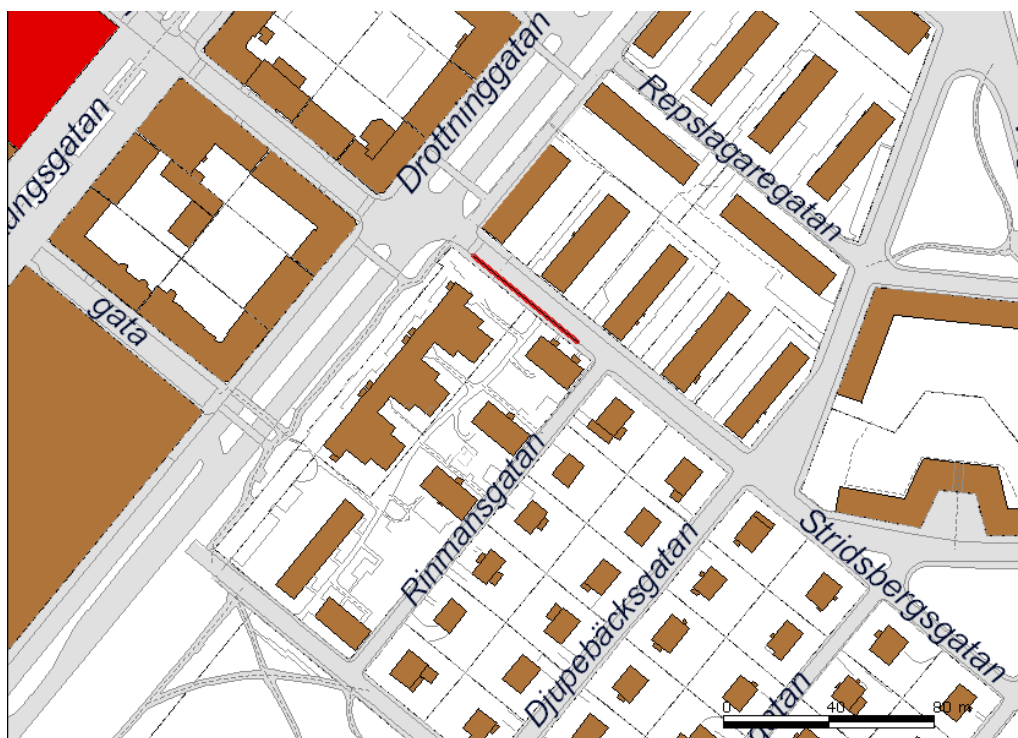 Drottninggatan
Repslagaregatan
ungsgatan
gata
Rinmansgatan
Djupebäcksgatan
Stridsbergsgatan
gatan
0 40 80 m